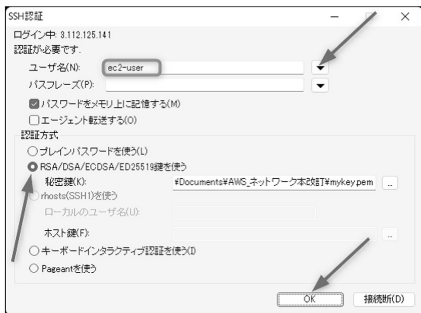 SSH認証
ログイン中: 3.112.125.141
認証が必要です.
ユーザ名(N): ec2-user
パスフレーズ(P):
パスワードをメモリ上に記憶する(M)
エージェント転送する(O)
認証方式
プレインパスワードを使う(L)
RSA/DSA/ECDSA/ED25519鍵を使う
秘密鍵(K): ¥Documents¥AWS_ネットワーク本改訂¥mykey.pem ..
rhosts(SSH1)を使う
ローカルのユーザ名(U):
ホスト鍵(F): ..
キーボードインタラクティブ認証を使う(I)
Pageantを使う
OK 接続断(D)